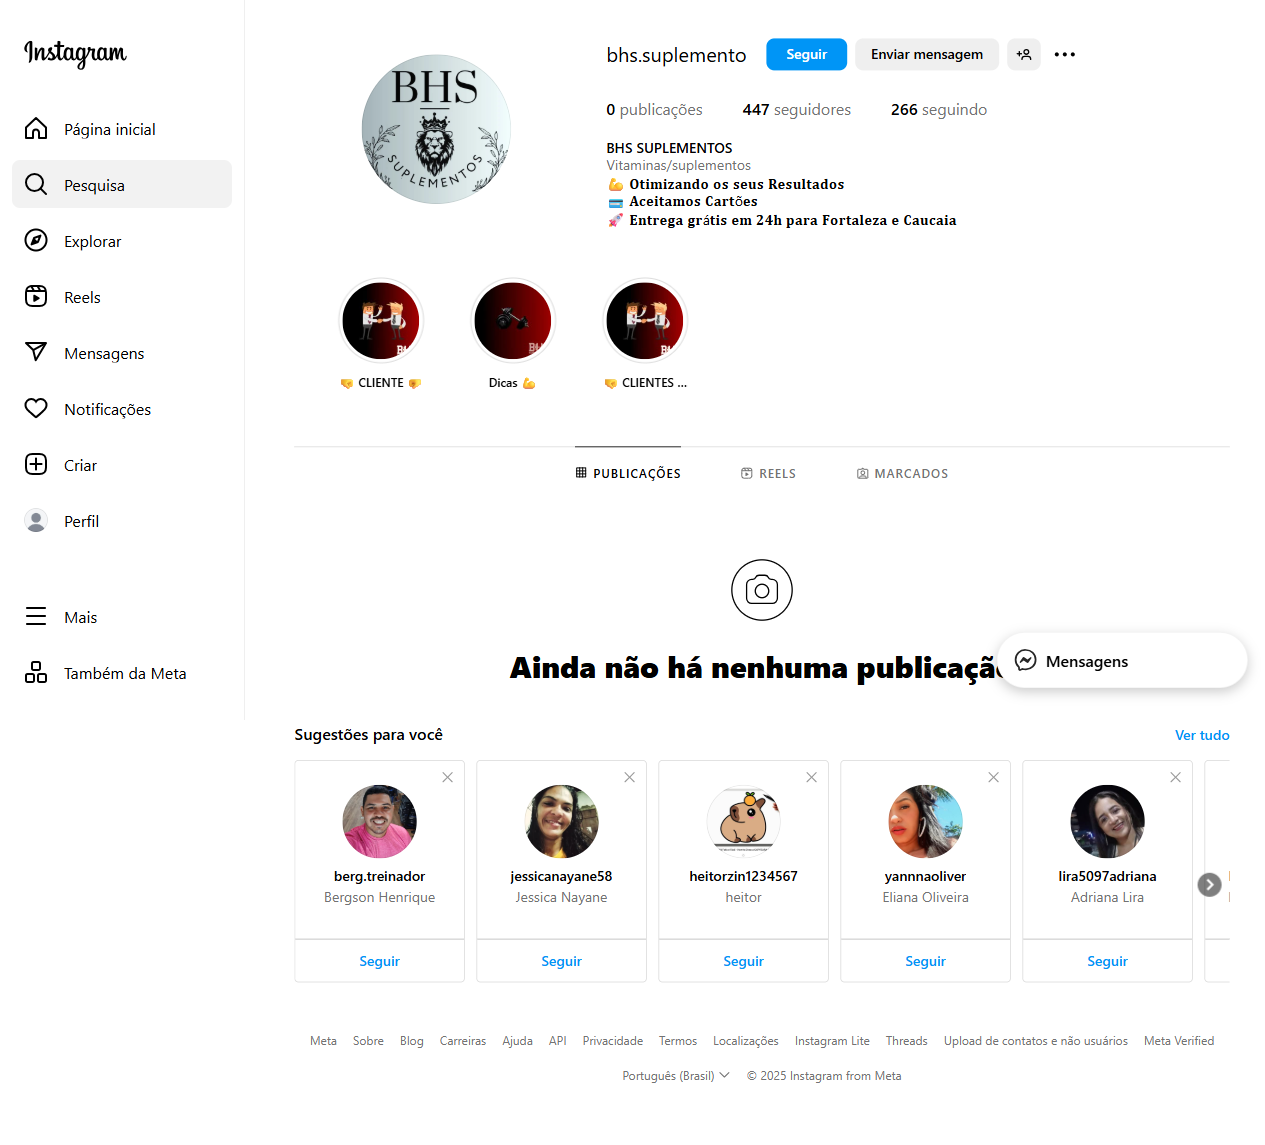 Instagram
Página inicial
Pesquisa
Explorar
Reels
Mensagens
Notificações
Criar
Perfil
Mais
Também da Meta
BHS
SUPLEMENTOS
bhs.suplemento
Seguir
Enviar mensagem
0 publicações 447 seguidores 266 seguindo
BHS SUPLEMENTOS
Vitaminas/suplementos
💪 Otimizando os seus Resultados
💳 Aceitamos Cartões
🚀 Entrega grátis em 24h para Fortaleza e Caucaia
🤜 CLIENTE 🤛
Dicas 💪
🤜 CLIENTES ...
PUBLICAÇÕES
REELS
MARCADOS
Ainda não há nenhuma publicação
Mensagens
Sugestões para você
Ver tudo
berg.treinador
Bergson Henrique
Seguir
jessicanayane58
Jessica Nayane
Seguir
heitorzin1234567
heitor
Seguir
yannnaoliver
Eliana Oliveira
Seguir
lira5097adriana
Adriana Lira
Seguir
Meta Sobre Blog Carreiras Ajuda API Privacidade Termos Localizações Instagram Lite Threads Upload de contatos e não usuários Meta Verified
Português (Brasil) © 2025 Instagram from Meta